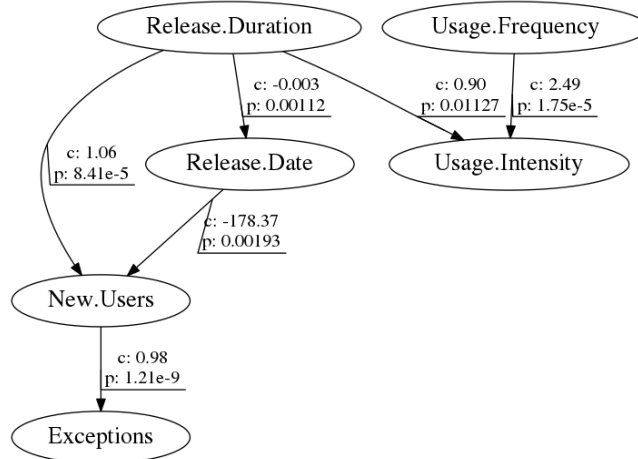 Release.Duration
Usage.Frequency
c: -0.003
p: 0.00112
c: 0.90
p: 0.01127
c: 2.49
p: 1.75e-5
c: 1.06
p: 8.41e-5
Release.Date
Usage.Intensity
c: -178.37
p: 0.00193
New.Users
c: 0.98
p: 1.21e-9
Exceptions